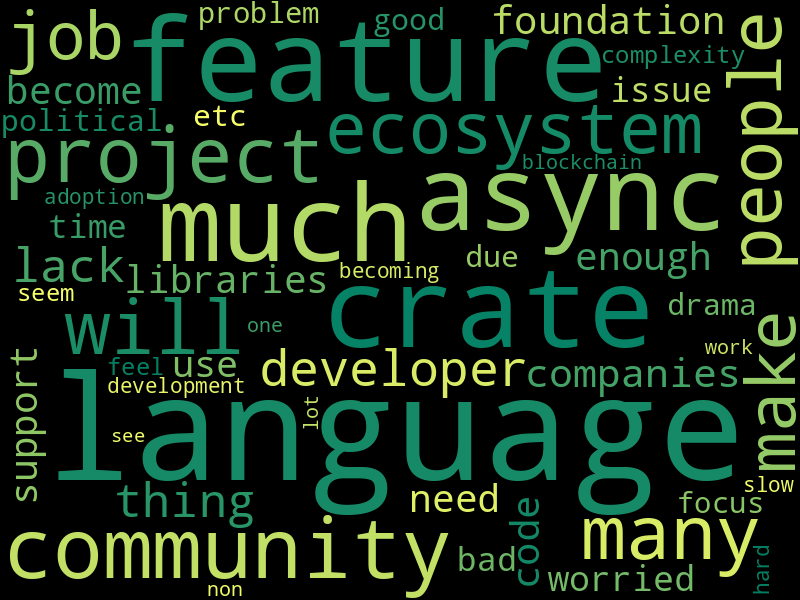 job
feature
problem
good
foundation
people
complexity
become
issue
political
etc
ecosystem
project
blockchain
adoption
much
async
time
lack
libraries
becoming
due
enough
seem
will
one
crate
drama
make
work
feel
use
developer
companies
development
support
language
lot
see
slow
thing
need
code
focus
community
many
bad
worried
hard
non